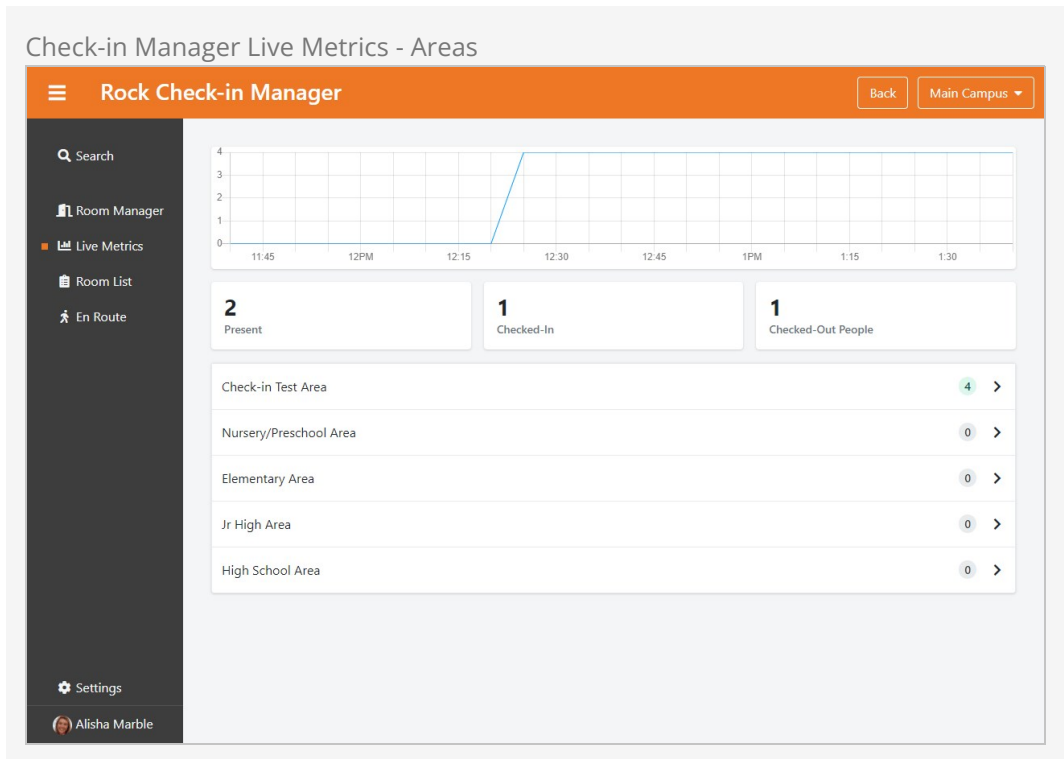 Check-in Manager Live Metrics - Areas
Rock Check-in Manager
Back
Main Campus
Search
Room Manager
Live Metrics
Room List
En Route
4
3
2
1
0
11:45 12PM 12:15 12:30 12:45 1PM 1:15 1:30
2
Present
1
Checked-In
1
Checked-Out People
Check-in Test Area 4
Nursery/Preschool Area 0
Elementary Area 0
Jr High Area 0
High School Area 0
Settings
Alisha Marble